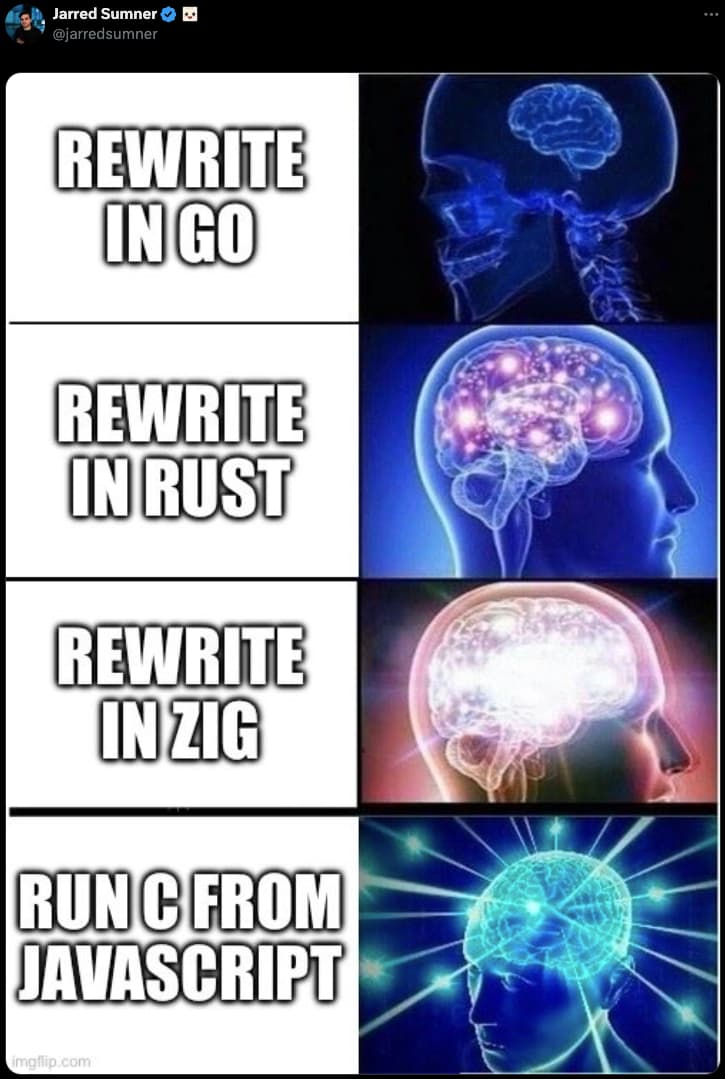 Jarred Sumner
@jarredsumner
REWRITE
IN GO
REWRITE
IN RUST
REWRITE
IN ZIG
RUN C FROM
JAVASCRIPT
imgflip.com